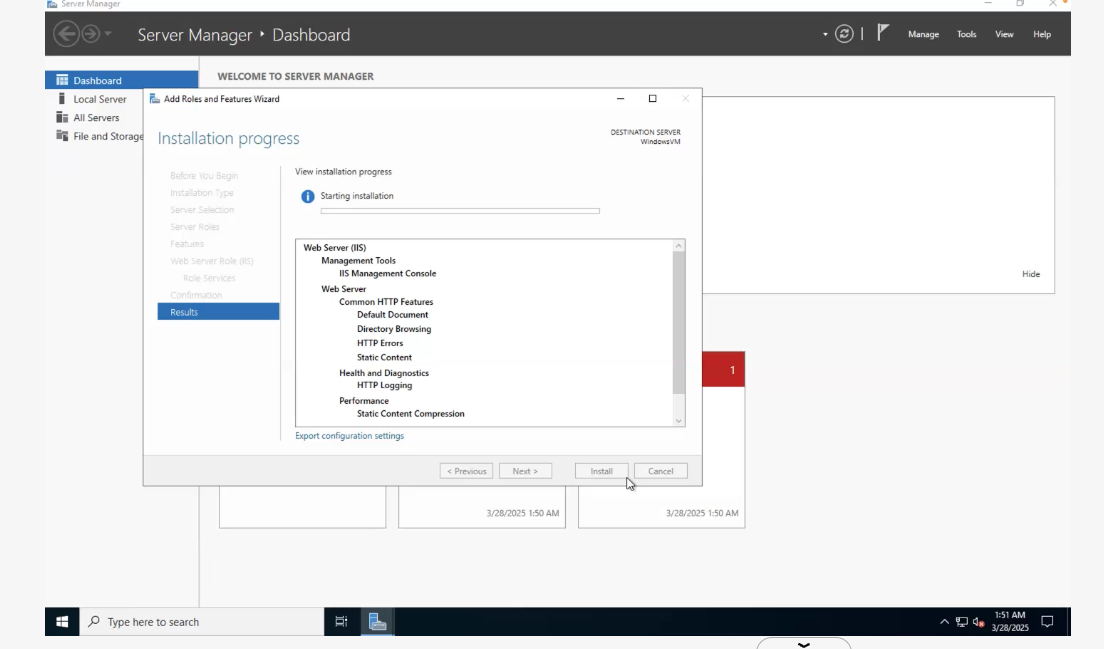 Server Manager
Server Manager ‣ Dashboard
Manage Tools View Help
Dashboard
Local Server
All Servers
File and Storage
WELCOME TO SERVER MANAGER
Add Roles and Features Wizard
Installation progress
DESTINATION SERVER
WindowsVM
Before You Begin
Installation Type
Server Selection
Server Roles
Features
Web Server Role (IIS)
Role Services
Confirmation
Results
View installation progress
Starting installation
Web Server (IIS)
Management Tools
IIS Management Console
Web Server
Common HTTP Features
Default Document
Directory Browsing
HTTP Errors
Static Content
Health and Diagnostics
HTTP Logging
Performance
Static Content Compression
Export configuration settings
< Previous Next > Install Cancel
Hide
1
3/28/2025 1:50 AM 3/28/2025 1:50 AM
Type here to search
1:51 AM
3/28/2025